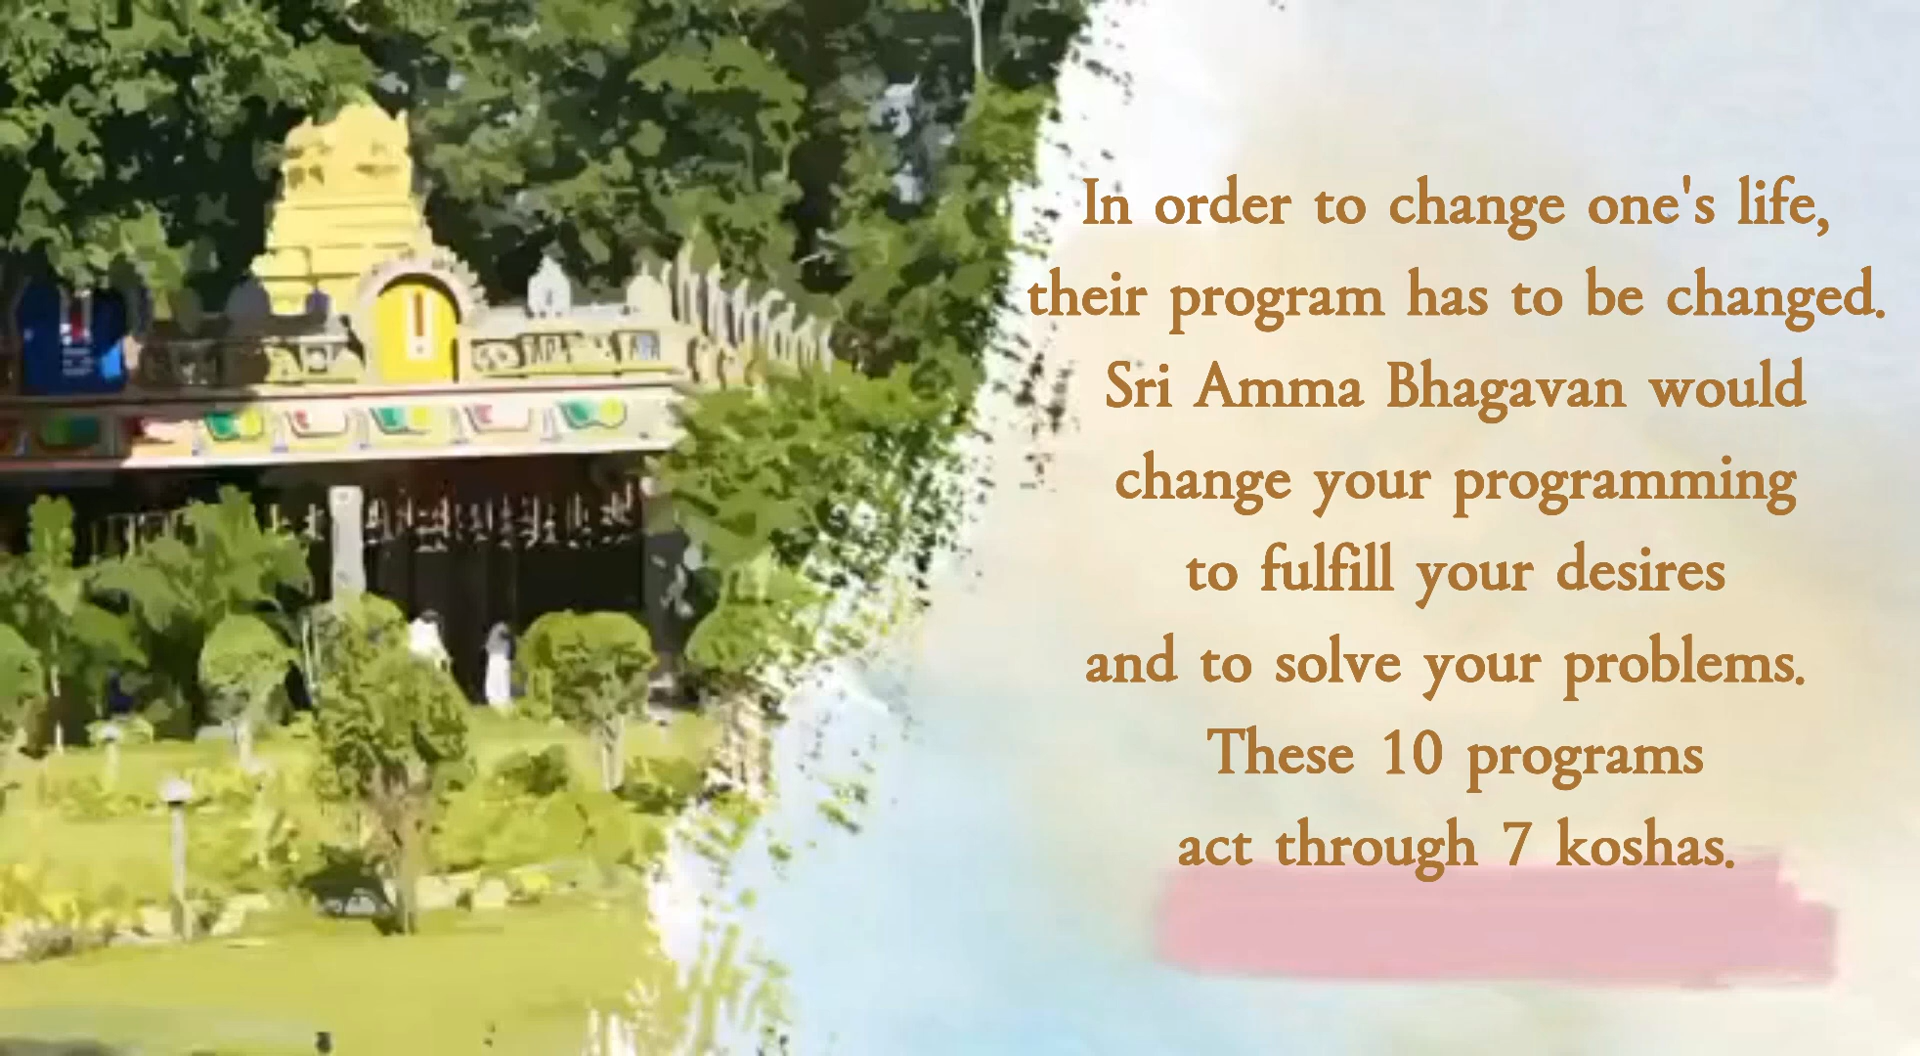 In order to change one's life,
their program has to be changed.
Sri Amma Bhagavan would
change your programming
to fulfill your desires
and to solve your problems.
These 10 programs
act through 7 koshas.